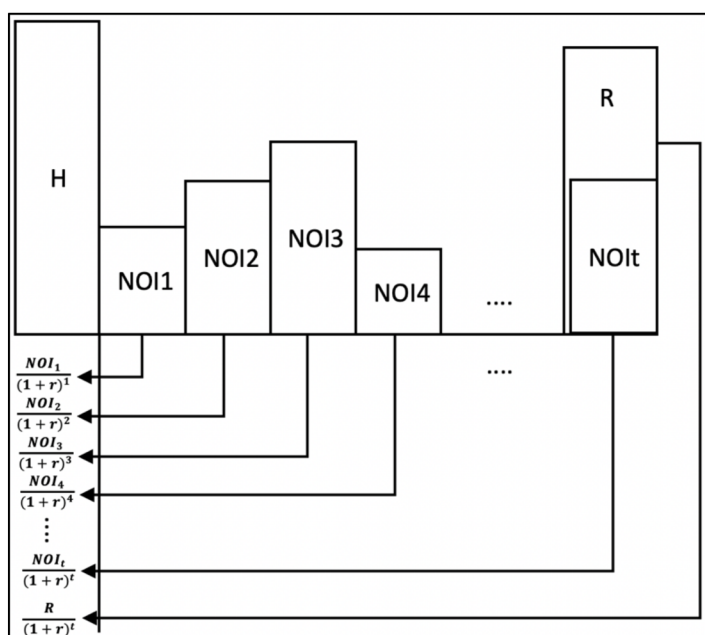 H
R
NOI1
NOI2
NOI3
NOI4
....
NOIt
....
NOI₁
(1 + r)¹
NOI₂
(1 + r)²
NOI₃
(1 + r)³
NOI₄
(1 + r)⁴
....
NOIₜ
(1 + r)ᵗ
R
(1 + r)ᵗ